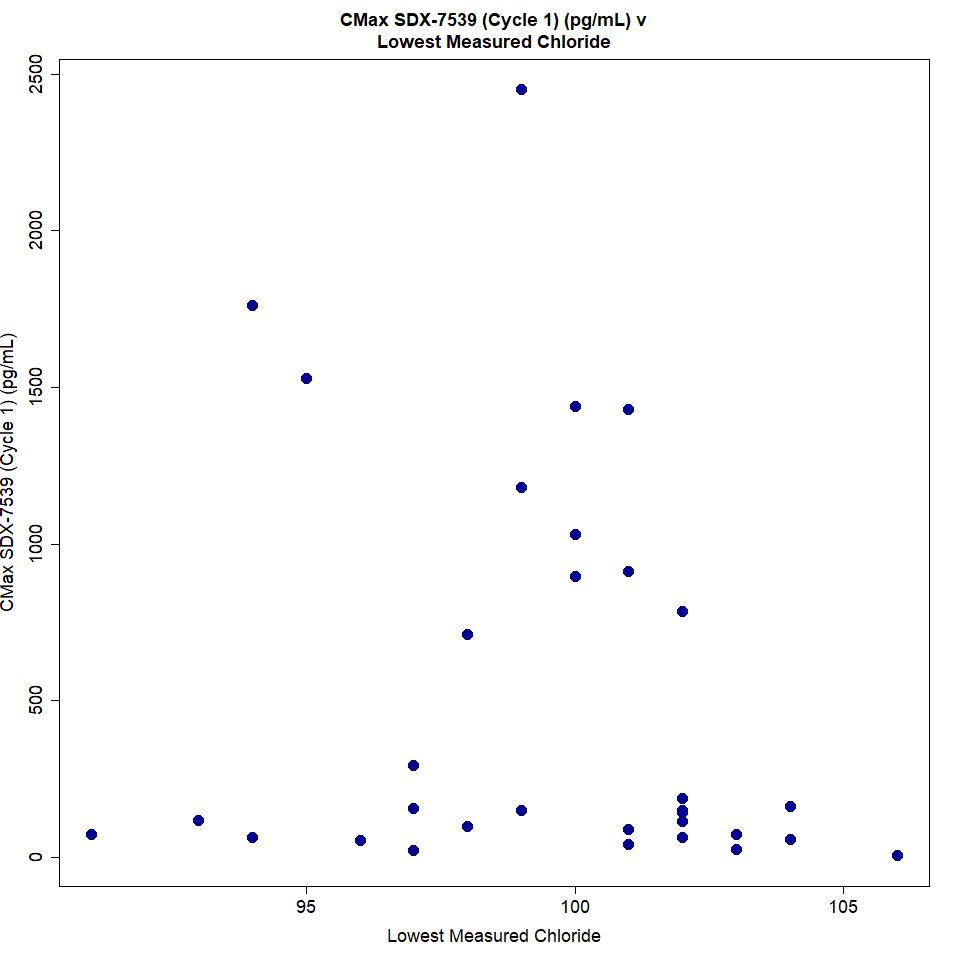 CMax SDX-7539 (Cycle 1) (pg/mL) v
Lowest Measured Chloride
CMax SDX-7539 (Cycle 1) (pg/mL)
2500
2000
1500
1000
500
0
95
100
105
Lowest Measured Chloride